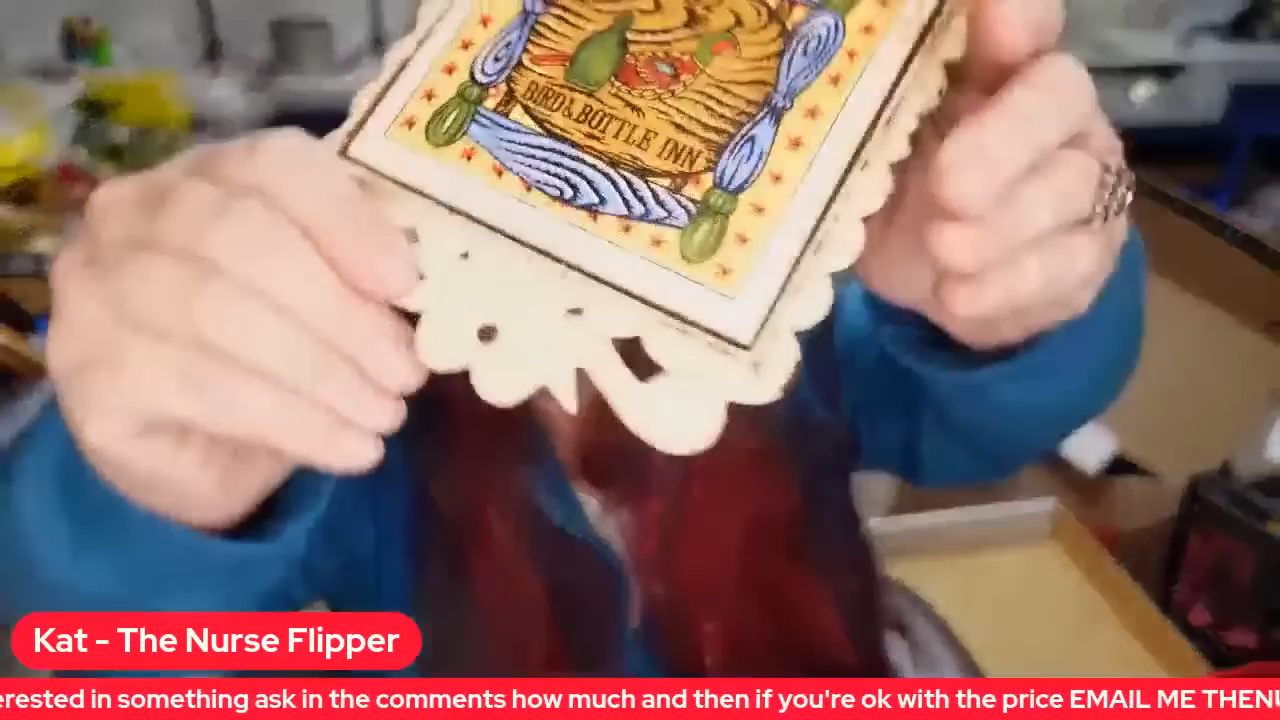 BIRD & BOTTLE INN
Kat - The Nurse Flipper
erested in something ask in the comments how much and then if you're ok with the price EMAIL ME THEN